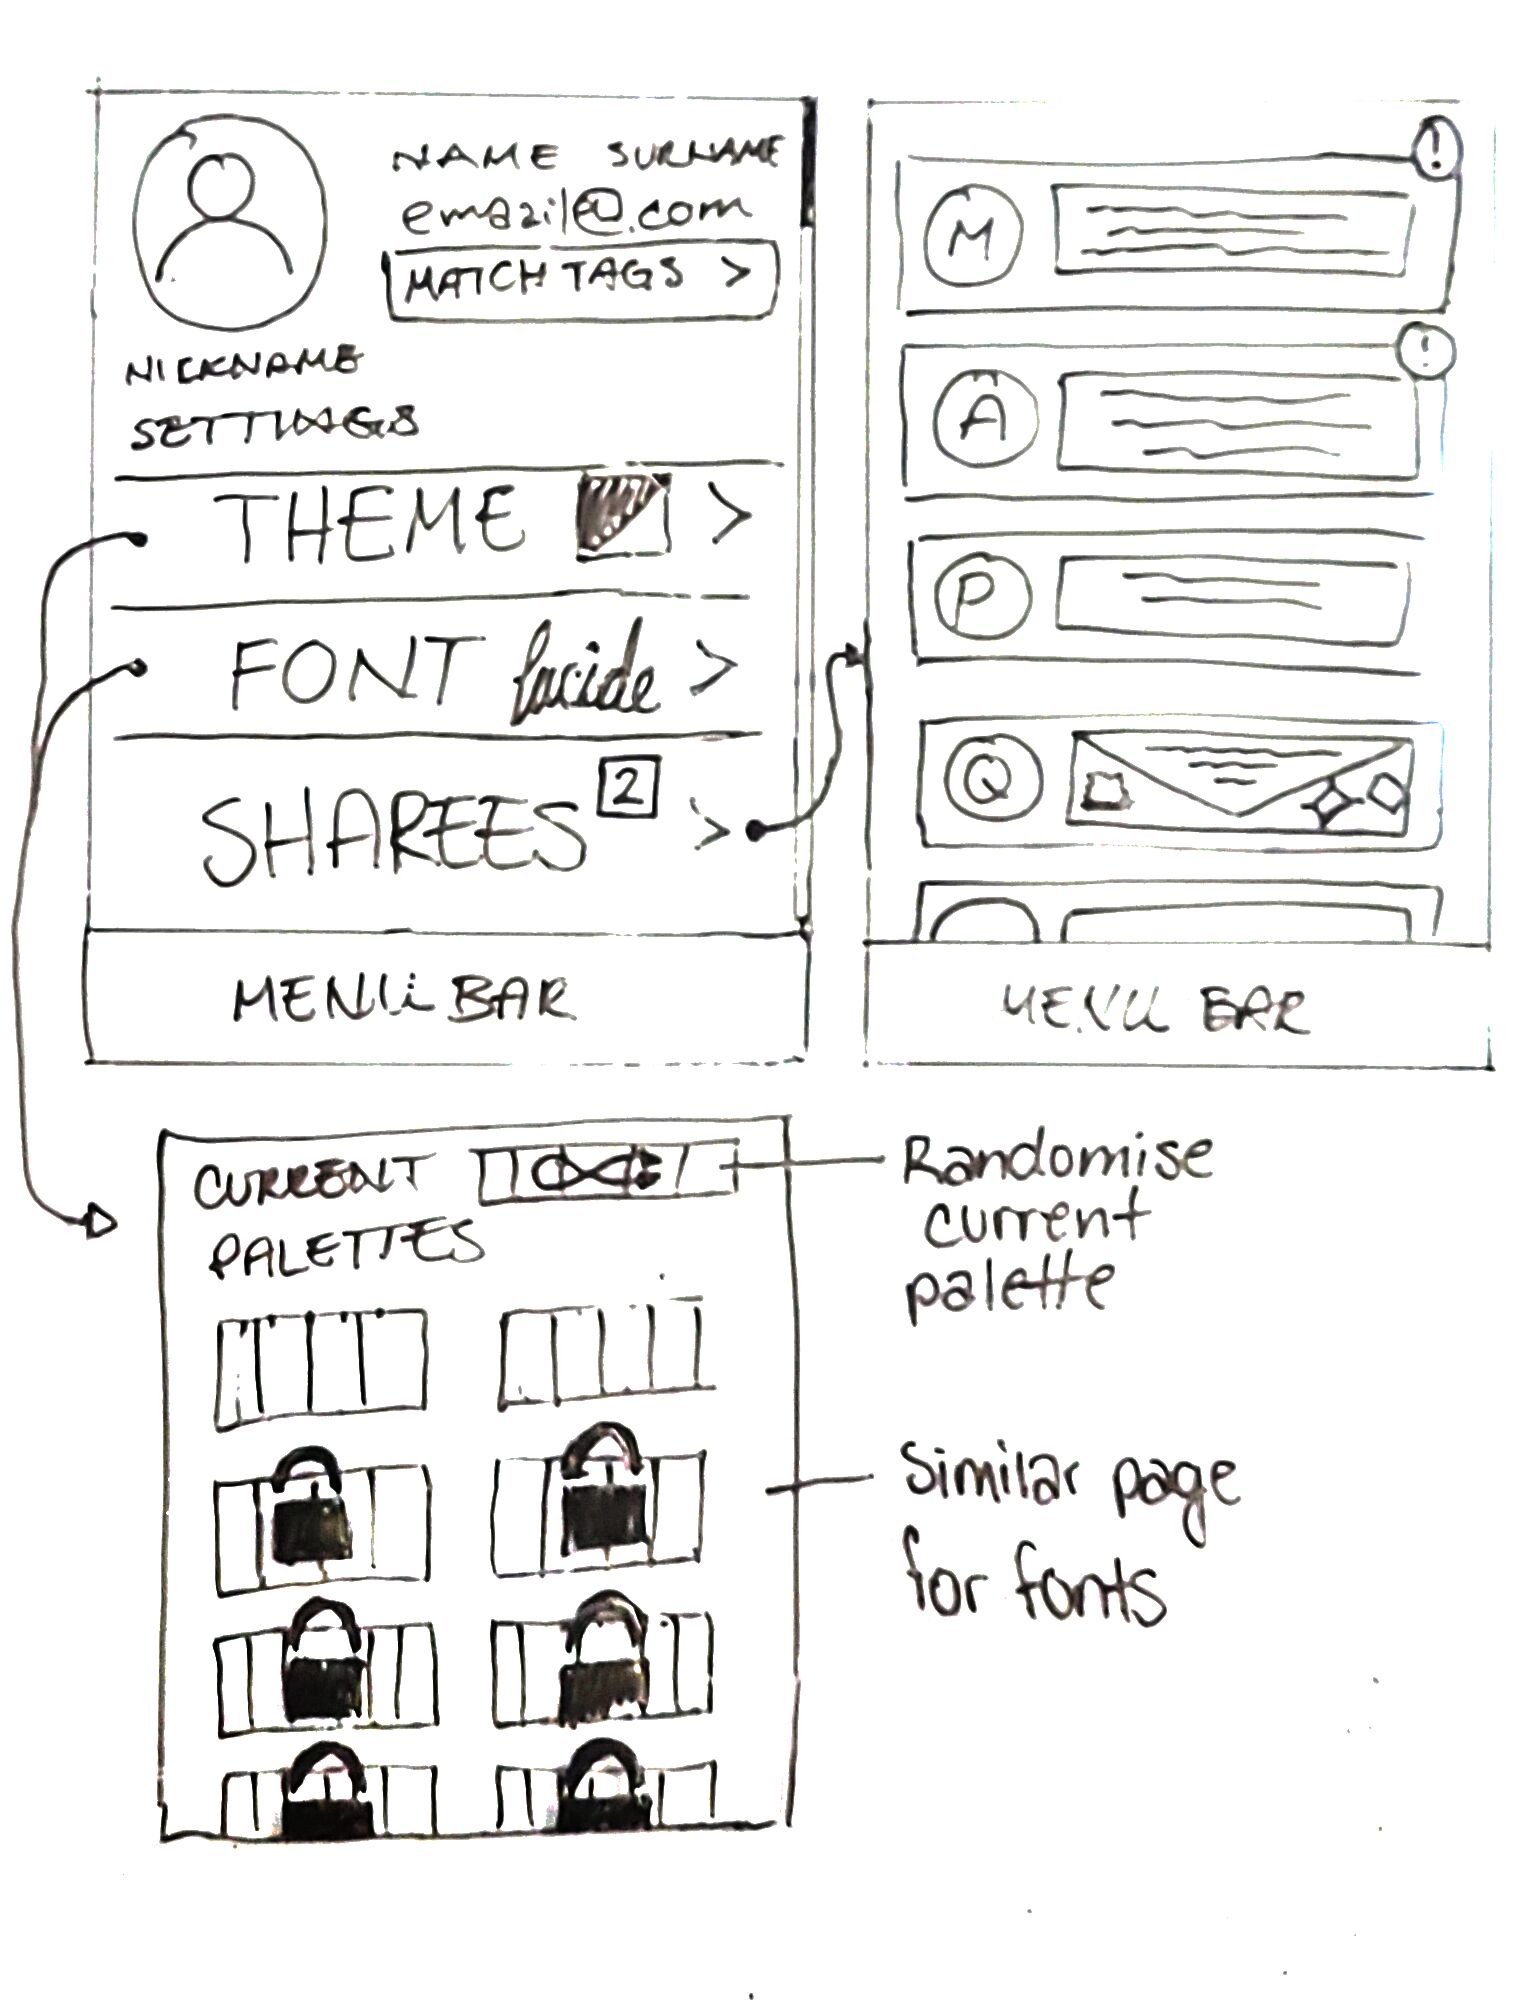 NAME SURNAME
emazil@.com
MATCH TAGS >
NICKNAME
SETTINGS
THEME >
FONT lucide >
SHAREES 2 >
MENU BAR
!
M
!
A
P
Q
MENU BAR
CURRENT
PALETTES
Randomise
current
palette
Similar page
for fonts